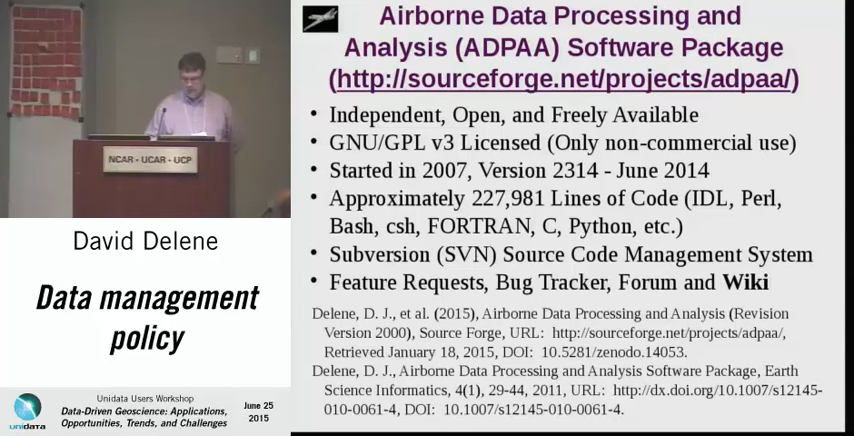 NCAR - UCAR - UCP
David Delene
Data management
policy
unidata
Unidata Users Workshop
Data-Driven Geoscience: Applications,
Opportunities, Trends, and Challenges
June 25
2015
Airborne Data Processing and
Analysis (ADPAA) Software Package
(http://sourceforge.net/projects/adpaa/)
• Independent, Open, and Freely Available
• GNU/GPL v3 Licensed (Only non-commercial use)
• Started in 2007, Version 2314 - June 2014
• Approximately 227,981 Lines of Code (IDL, Perl,
Bash, csh, FORTRAN, C, Python, etc.)
• Subversion (SVN) Source Code Management System
• Feature Requests, Bug Tracker, Forum and Wiki
Delene, D. J., et al. (2015), Airborne Data Processing and Analysis (Revision
Version 2000), Source Forge, URL: http://sourceforge.net/projects/adpaa/,
Retrieved January 18, 2015, DOI: 10.5281/zenodo.14053.
Delene, D. J., Airborne Data Processing and Analysis Software Package, Earth
Science Informatics, 4(1), 29-44, 2011, URL: http://dx.doi.org/10.1007/s12145-
010-0061-4, DOI: 10.1007/s12145-010-0061-4.